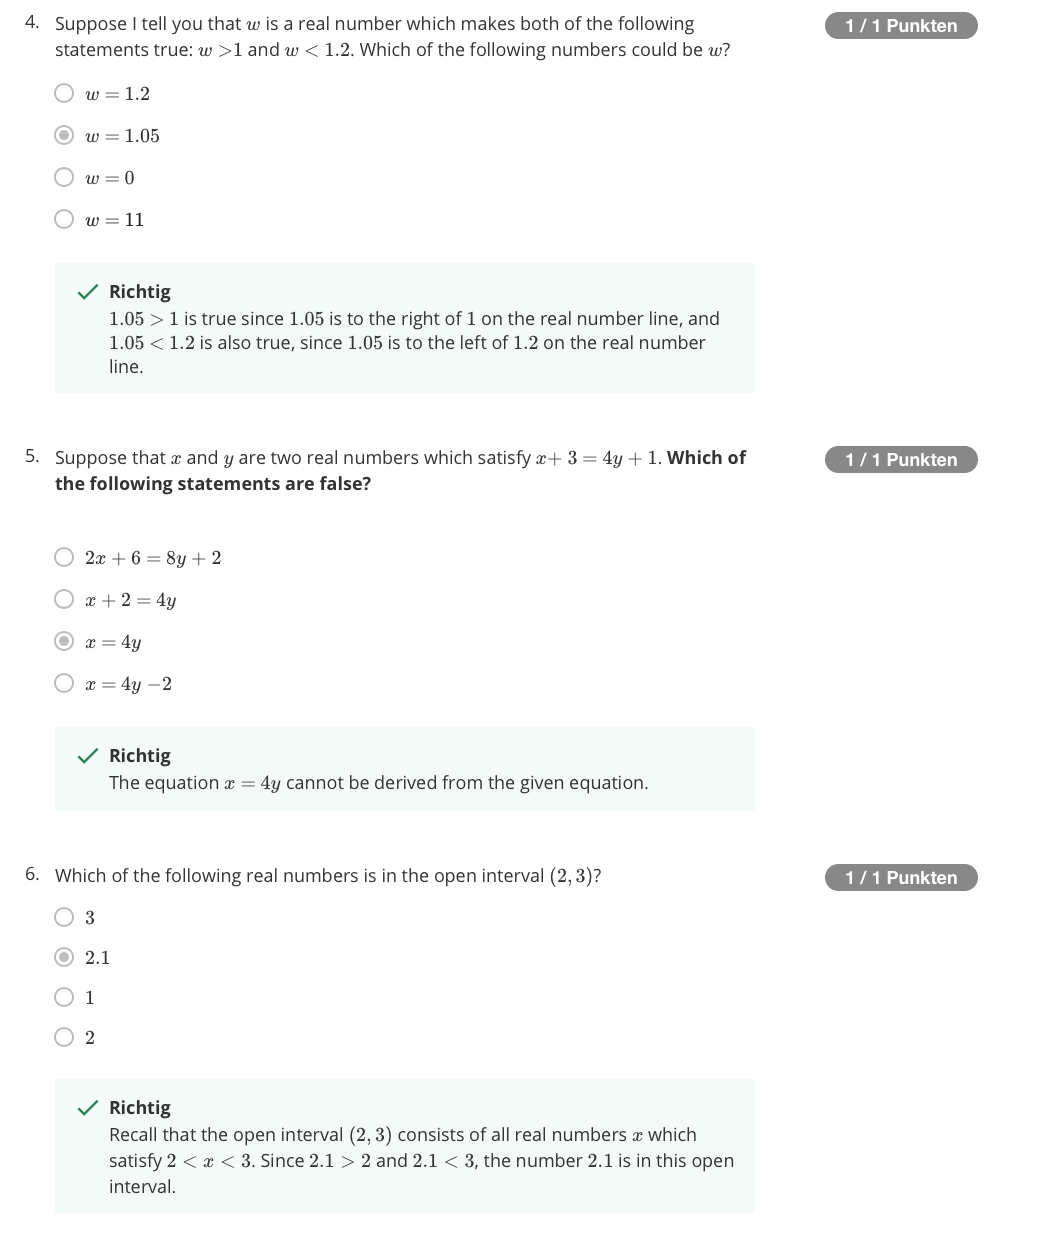 4. Suppose I tell you that w is a real number which makes both of the following 1 / 1 Punkten
statements true: w >1 and w < 1.2. Which of the following numbers could be w?
w = 1.2
w = 1.05
w = 0
w = 11
Richtig
1.05 > 1 is true since 1.05 is to the right of 1 on the real number line, and
1.05 < 1.2 is also true, since 1.05 is to the left of 1.2 on the real number
line.
5. Suppose that x and y are two real numbers which satisfy x+ 3 = 4y + 1. Which of 1 / 1 Punkten
the following statements are false?
2x + 6 = 8y + 2
x + 2 = 4y
x = 4y
x = 4y −2
Richtig
The equation x = 4y cannot be derived from the given equation.
6. Which of the following real numbers is in the open interval (2, 3)? 1 / 1 Punkten
3
2.1
1
2
Richtig
Recall that the open interval (2, 3) consists of all real numbers x which
satisfy 2 < x < 3. Since 2.1 > 2 and 2.1 < 3, the number 2.1 is in this open
interval.